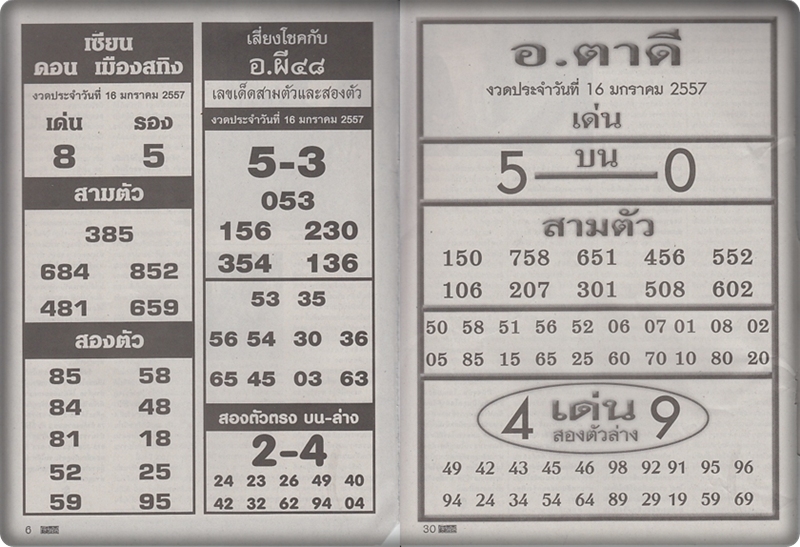 เซียน
ดอน เมืองสทิง
งวดประจำวันที่ 16 มกราคม 2557
เด่น รอง
8 5
สามตัว
385
684 852
481 659
สองตัว
85 58
84 48
81 18
52 25
59 95
6
เสี่ยงโชคกับ
อ.ผี๔๘
เลขเด็ดสามตัวและสองตัว
งวดประจำวันที่ 16 มกราคม 2557
5-3
053
156 230
354 136
53 35
56 54 30 36
65 45 03 63
สองตัวตรง บน-ล่าง
2-4
24 23 26 49 40
42 32 62 94 04
อ.ตาดี
งวดประจำวันที่ 16 มกราคม 2557
เด่น
5 บน 0
สามตัว
150 758 651 456 552
106 207 301 508 602
50 58 51 56 52 06 07 01 08 02
05 85 15 65 25 60 70 10 80 20
4 เด่น 9
สองตัวล่าง
49 42 43 45 46 98 92 91 95 96
94 24 34 54 64 89 29 19 59 69
30